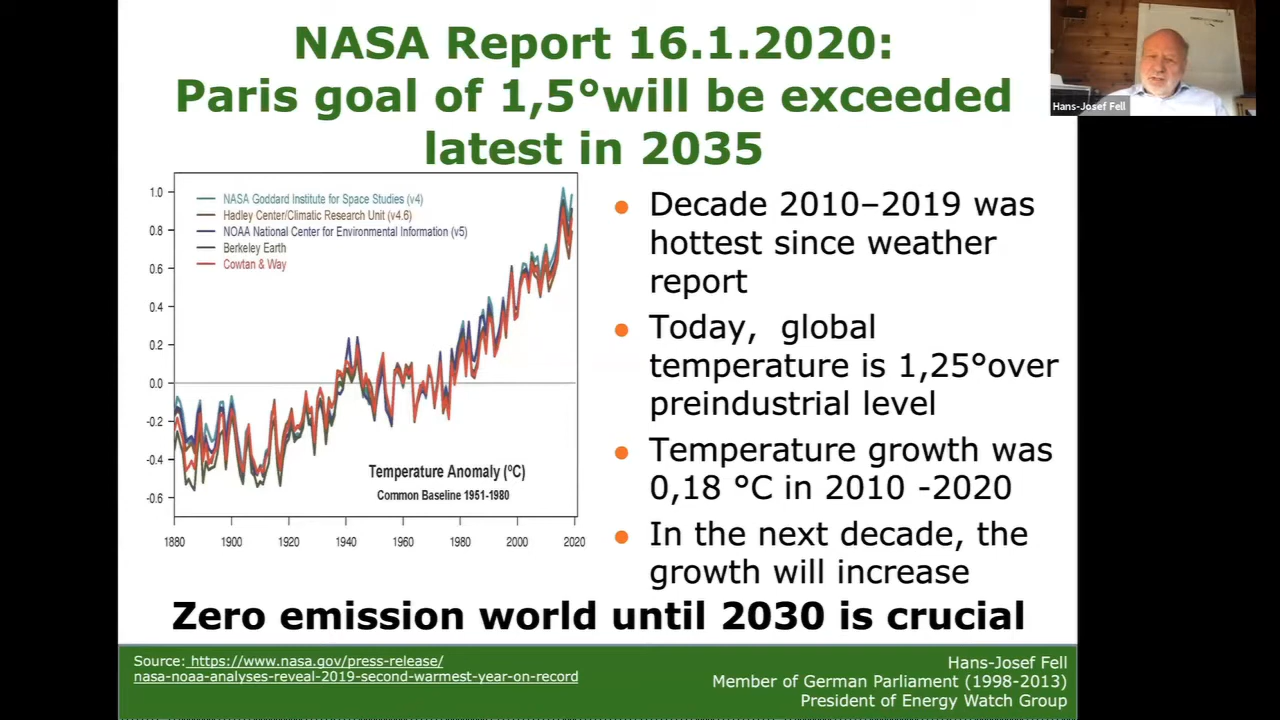 NASA Report 16.1.2020:
Paris goal of 1,5°will be exceeded
latest in 2035
Hans-Josef Fell
1.0
0.8
0.6
0.4
0.2
0.0
-0.2
-0.4
-0.6
NASA Goddard Institute for Space Studies (v4)
Hadley Center/Climatic Research Unit (v4.6)
NOAA National Center for Environmental Information (v5)
Berkeley Earth
Cowtan & Way
Temperature Anomaly (ºC)
Common Baseline 1951-1980
1880 1900 1920 1940 1960 1980 2000 2020
Decade 2010–2019 was
hottest since weather
report
Today, global
temperature is 1,25°over
preindustrial level
Temperature growth was
0,18 °C in 2010 -2020
In the next decade, the
growth will increase
Zero emission world until 2030 is crucial
Source: https://www.nasa.gov/press-release/
nasa-noaa-analyses-reveal-2019-second-warmest-year-on-record
Hans-Josef Fell
Member of German Parliament (1998-2013)
President of Energy Watch Group